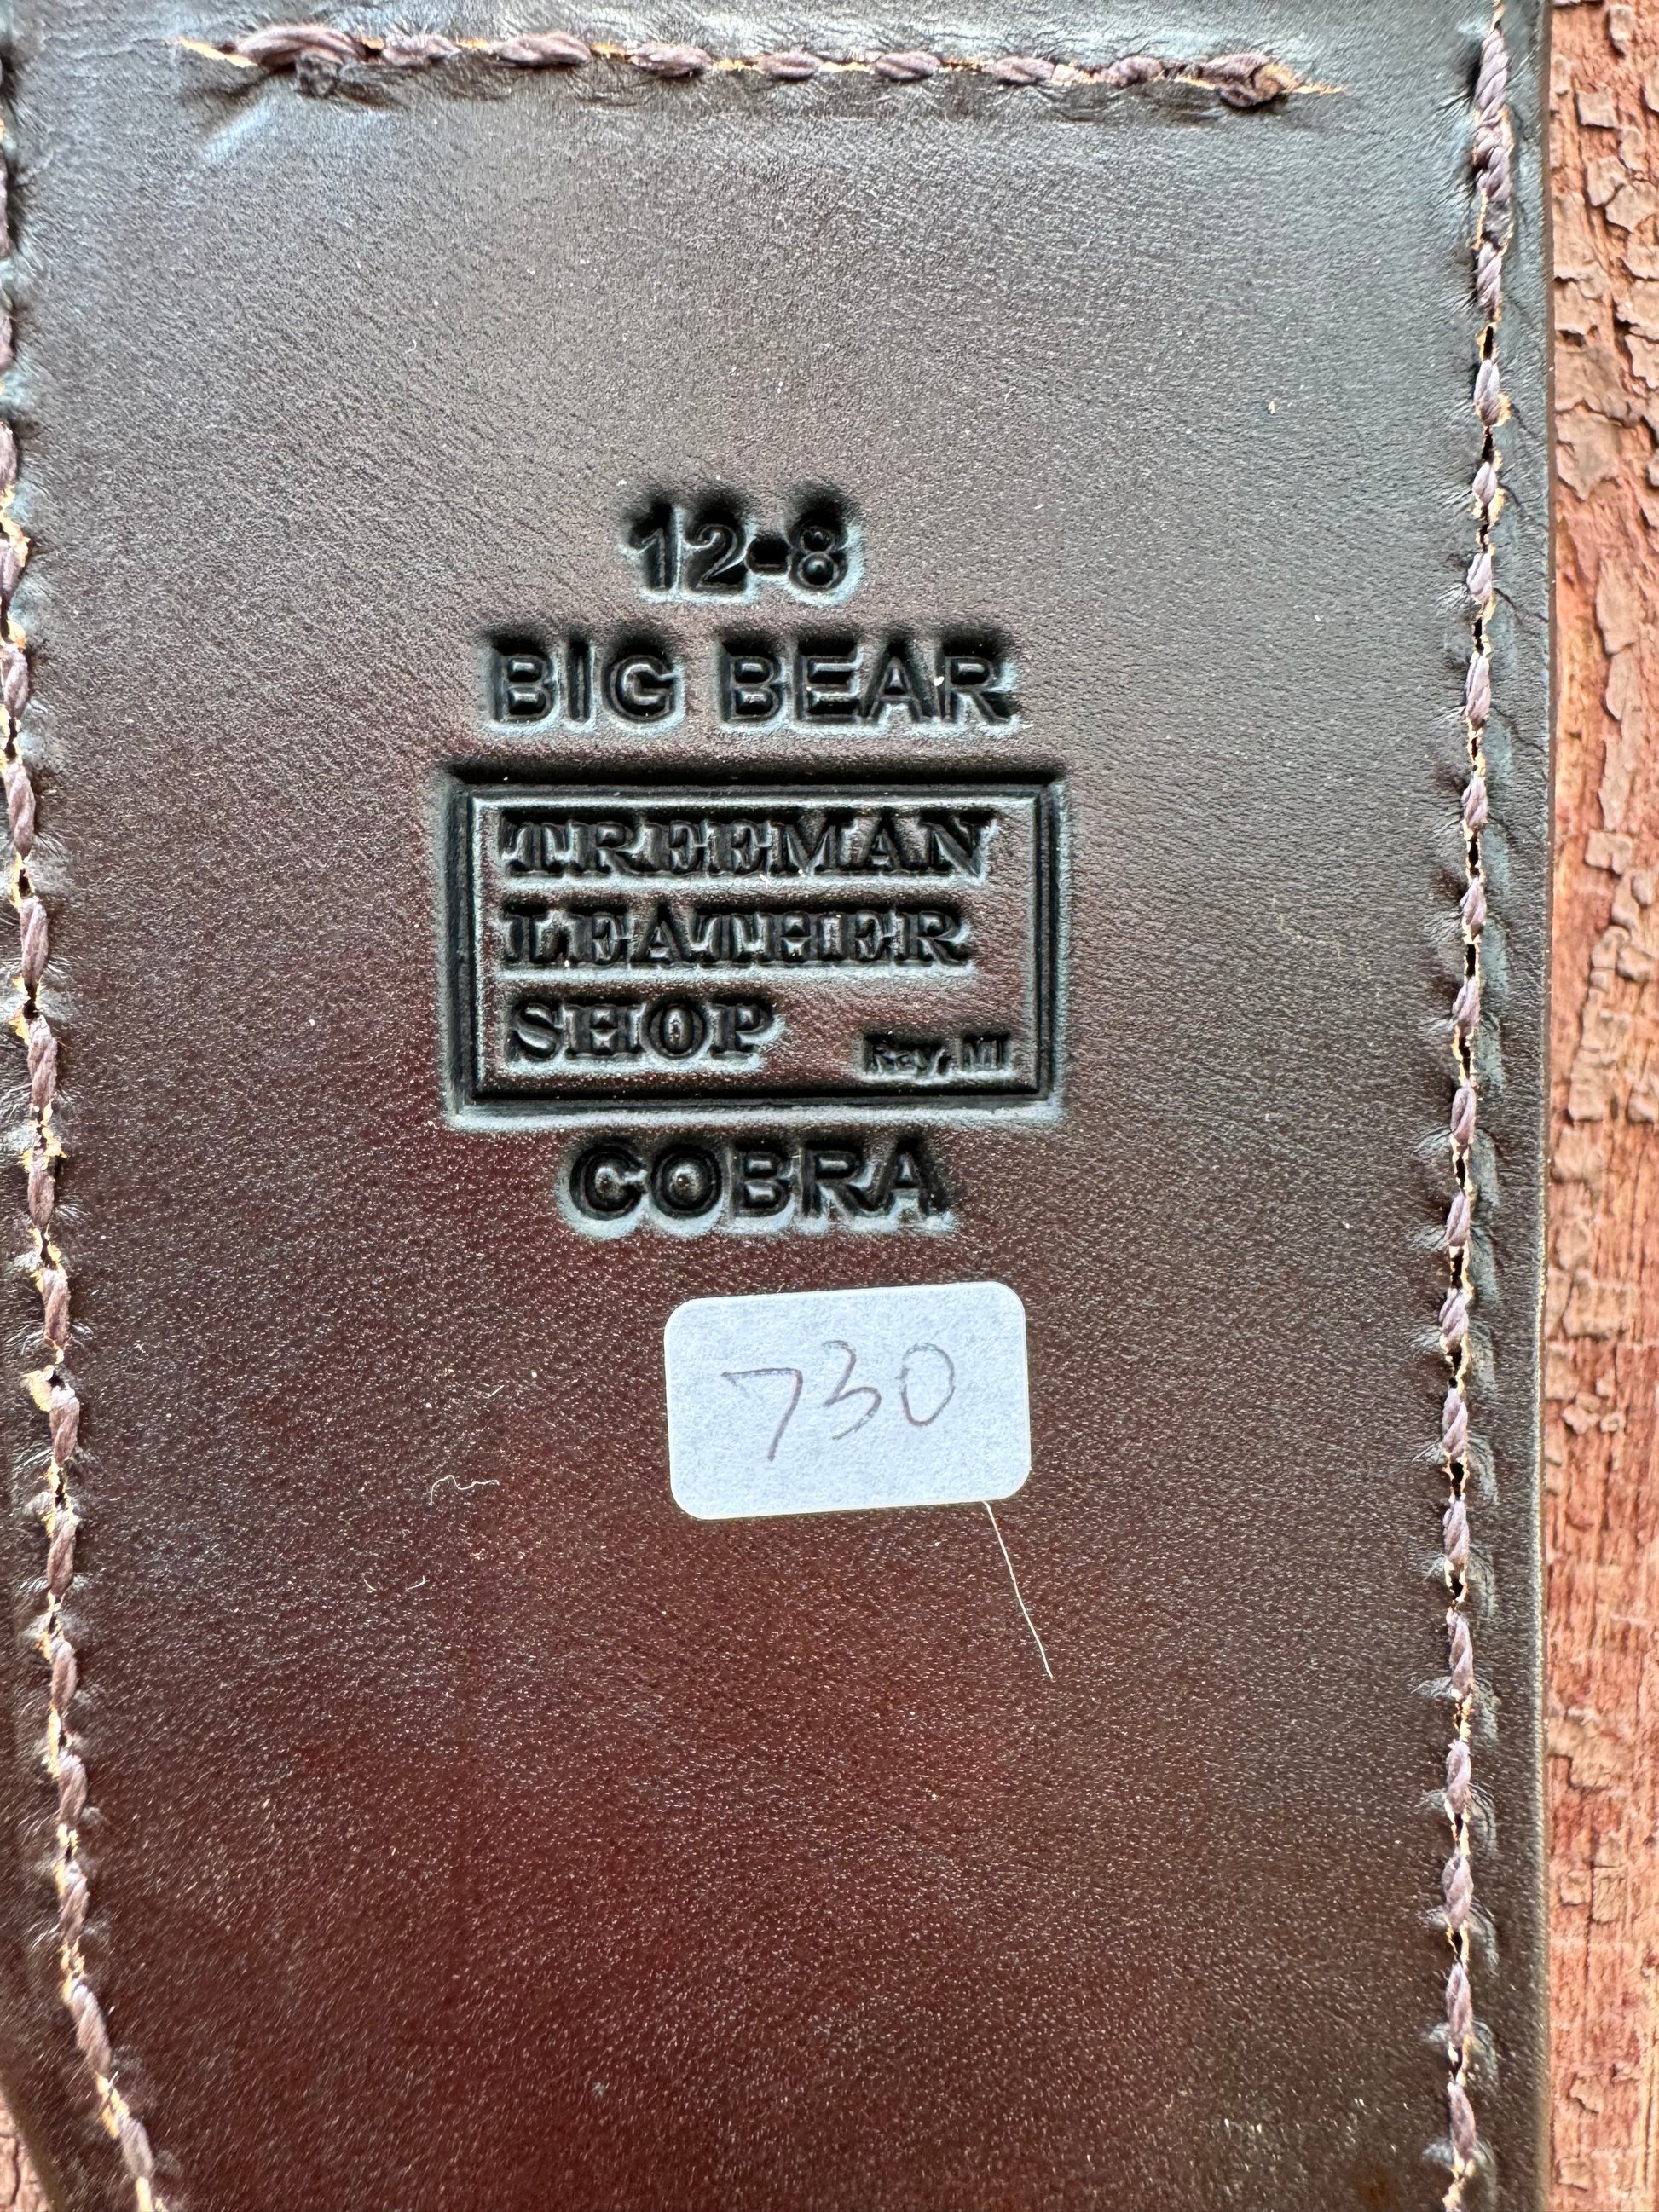 12-8
BIG BEAR
TREEMAN
LEATHER
SHOP
Ray, MI
COBRA
730